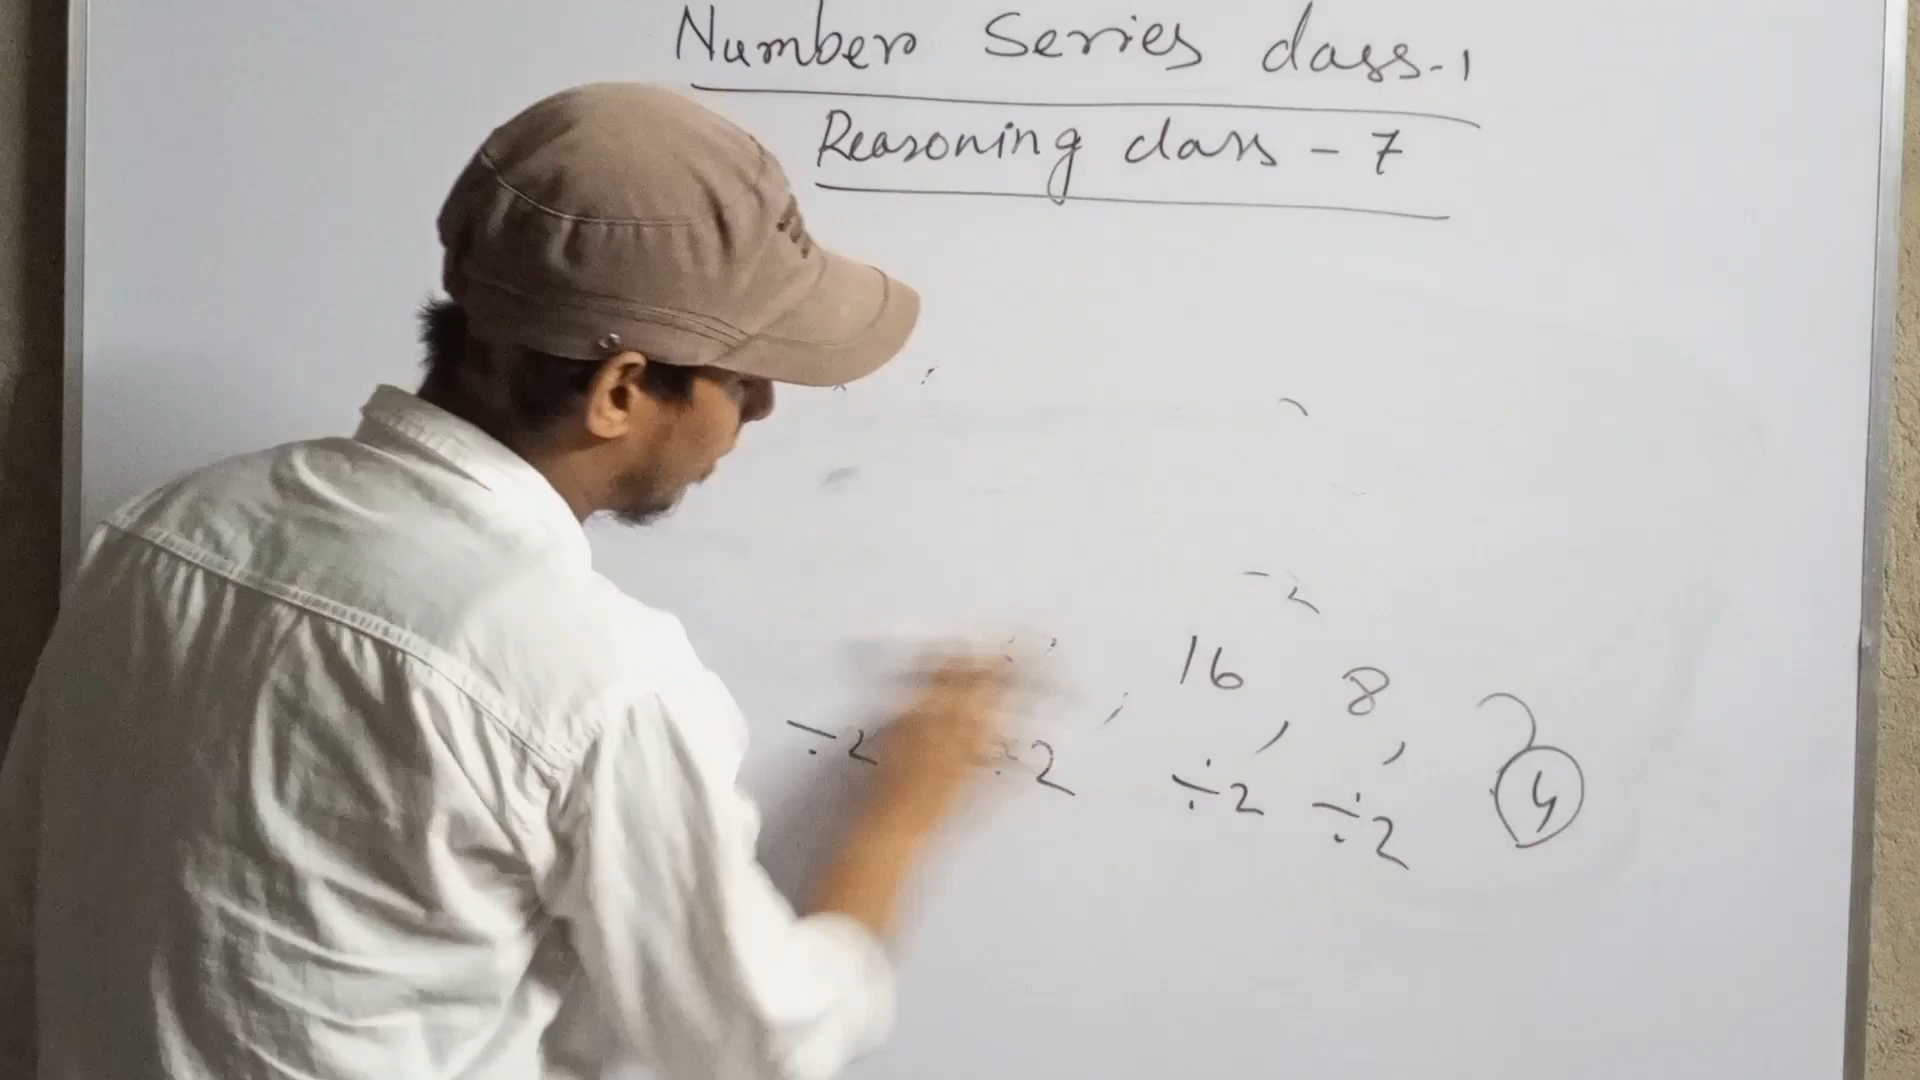 Number Series class-1
Reasoning class - 7
16, 8,
÷2 ×2 ÷2 ÷2 4